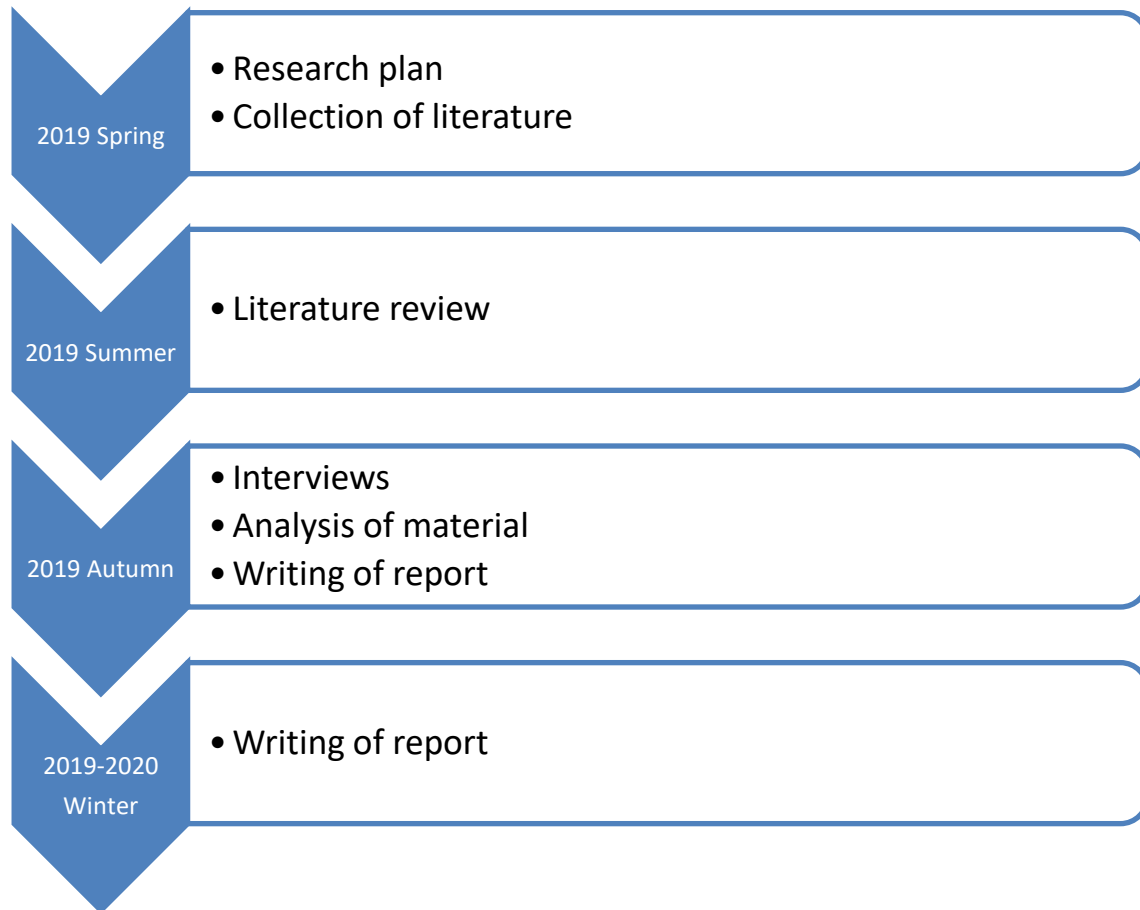 2019 Spring
• Research plan
• Collection of literature
2019 Summer
• Literature review
2019 Autumn
• Interviews
• Analysis of material
• Writing of report
2019-2020
Winter
• Writing of report